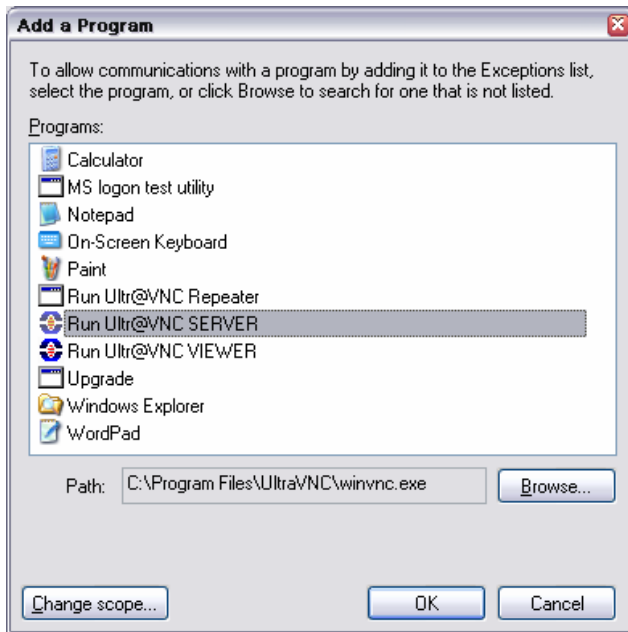 Add a Program
To allow communications with a program by adding it to the Exceptions list,
select the program, or click Browse to search for one that is not listed.
Programs:
Calculator
MS logon test utility
Notepad
On-Screen Keyboard
Paint
Run Ultr@VNC Repeater
Run Ultr@VNC SERVER
Run Ultr@VNC VIEWER
Upgrade
Windows Explorer
WordPad
Path: C:\Program Files\UltraVNC\winvnc.exe Browse...
Change scope... OK Cancel